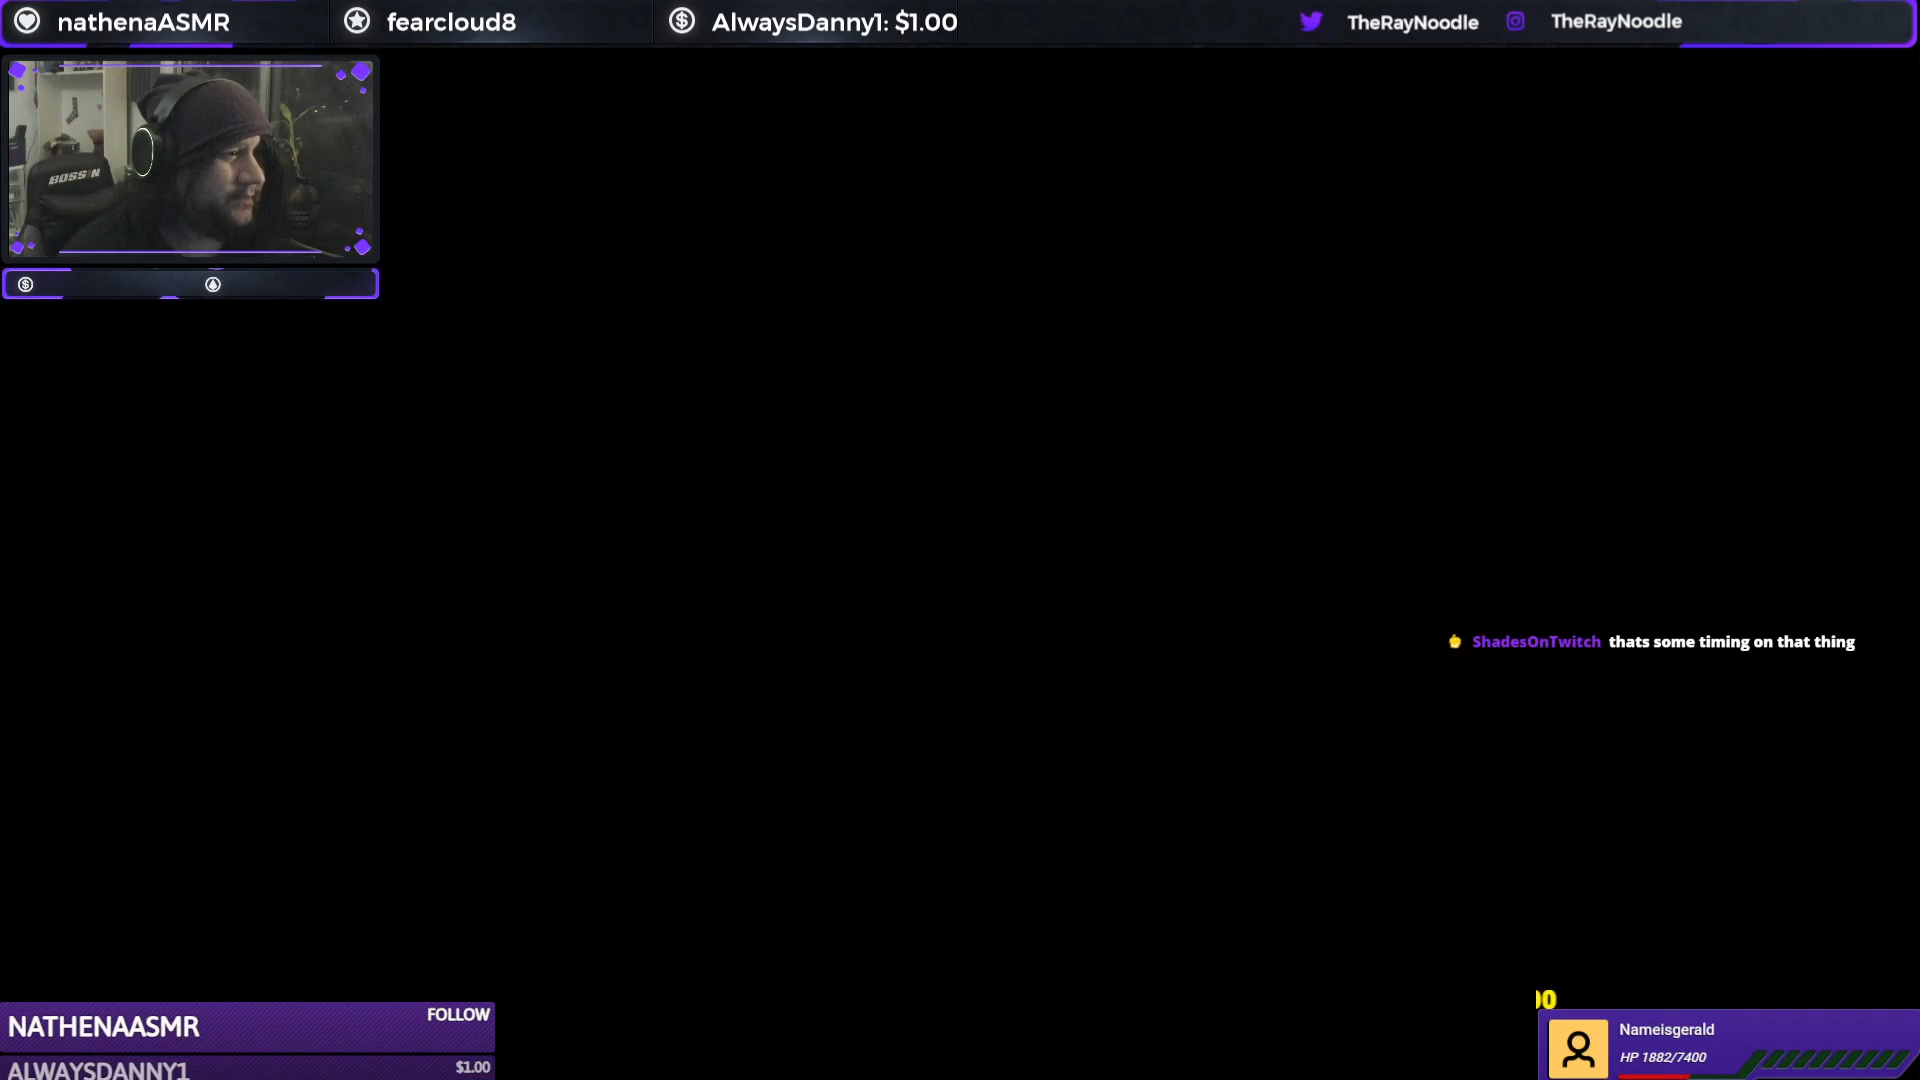 nathenaASMR
fearcloud8
AlwaysDanny1: $1.00
TheRayNoodle
TheRayNoodle
BOSSIN
ShadesOnTwitch thats some timing on that thing
NATHENAASMR
FOLLOW
ALWAYSDANNY1
$1.00
Nameisgerald
HP 1882/7400